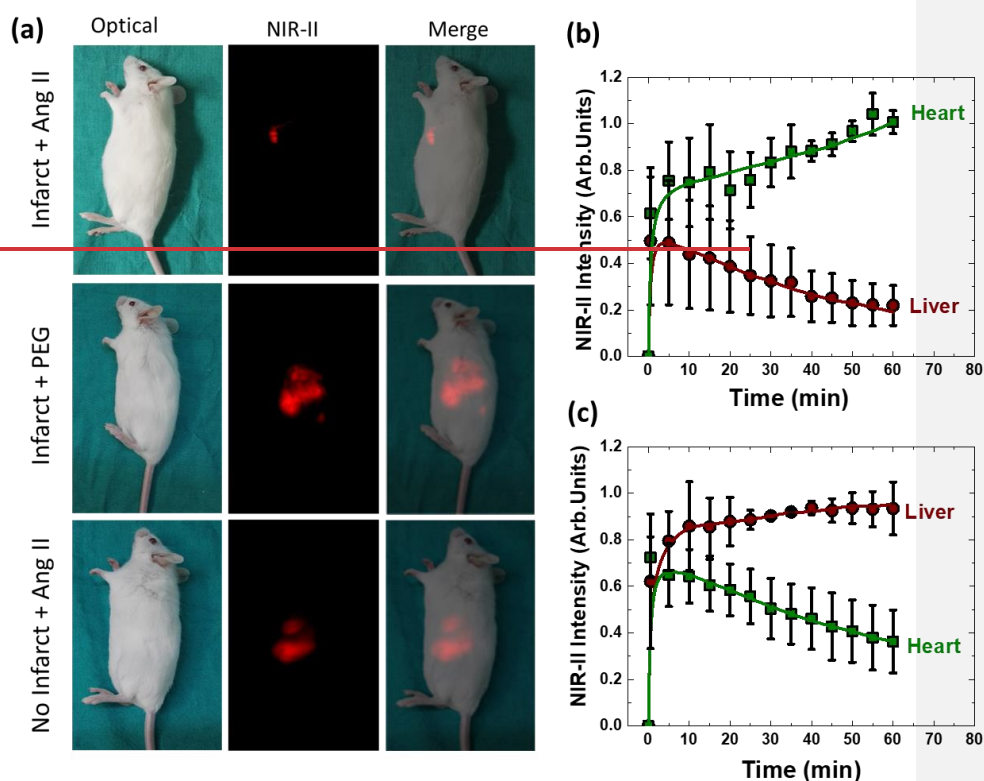 (a)
Optical
NIR-II
Merge
Infarct + Ang II
Infarct + PEG
No Infarct + Ang II
(b)
NIR-II Intensity (Arb.Units)
1.2
1.0
0.8
0.6
0.4
0.2
0.0
Heart
Liver
0 10 20 30 40 50 60 70 80
Time (min)
(c)
NIR-II Intensity (Arb.Units)
1.2
1.0
0.8
0.6
0.4
0.2
0.0
Liver
Heart
0 10 20 30 40 50 60 70 80
Time (min)